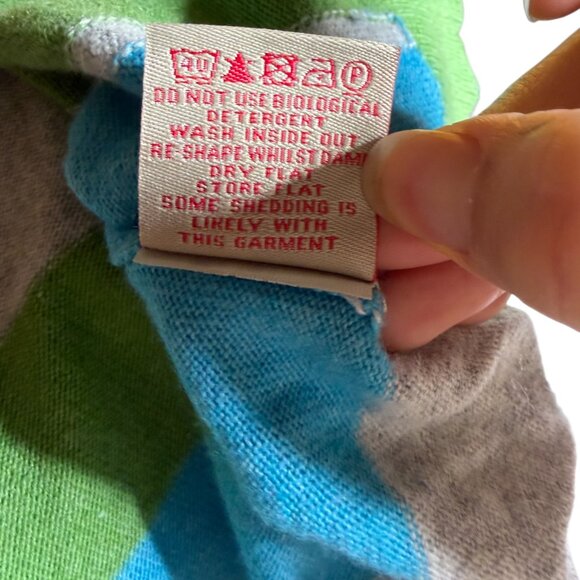 40 P
DO NOT USE BIOLOGICAL
DETERGENT
WASH INSIDE OUT
RE SHAPE WHILST DAMP
DRY FLAT
STORE FLAT
SOME SHEDDING IS
LIKELY WITH
THIS GARMENT